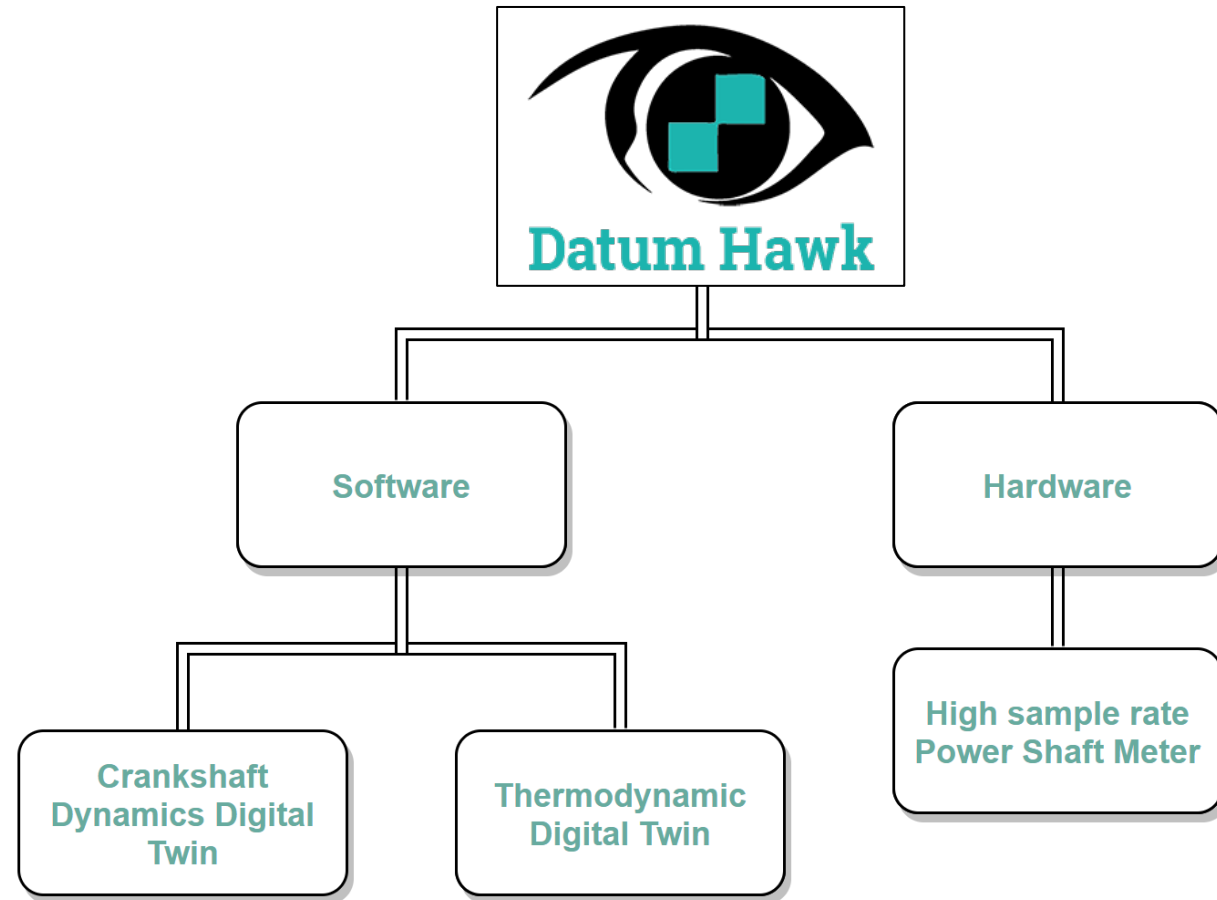 Datum Hawk
Software
Hardware
High sample rate
Power Shaft Meter
Crankshaft
Dynamics Digital
Twin
Thermodynamic
Digital Twin